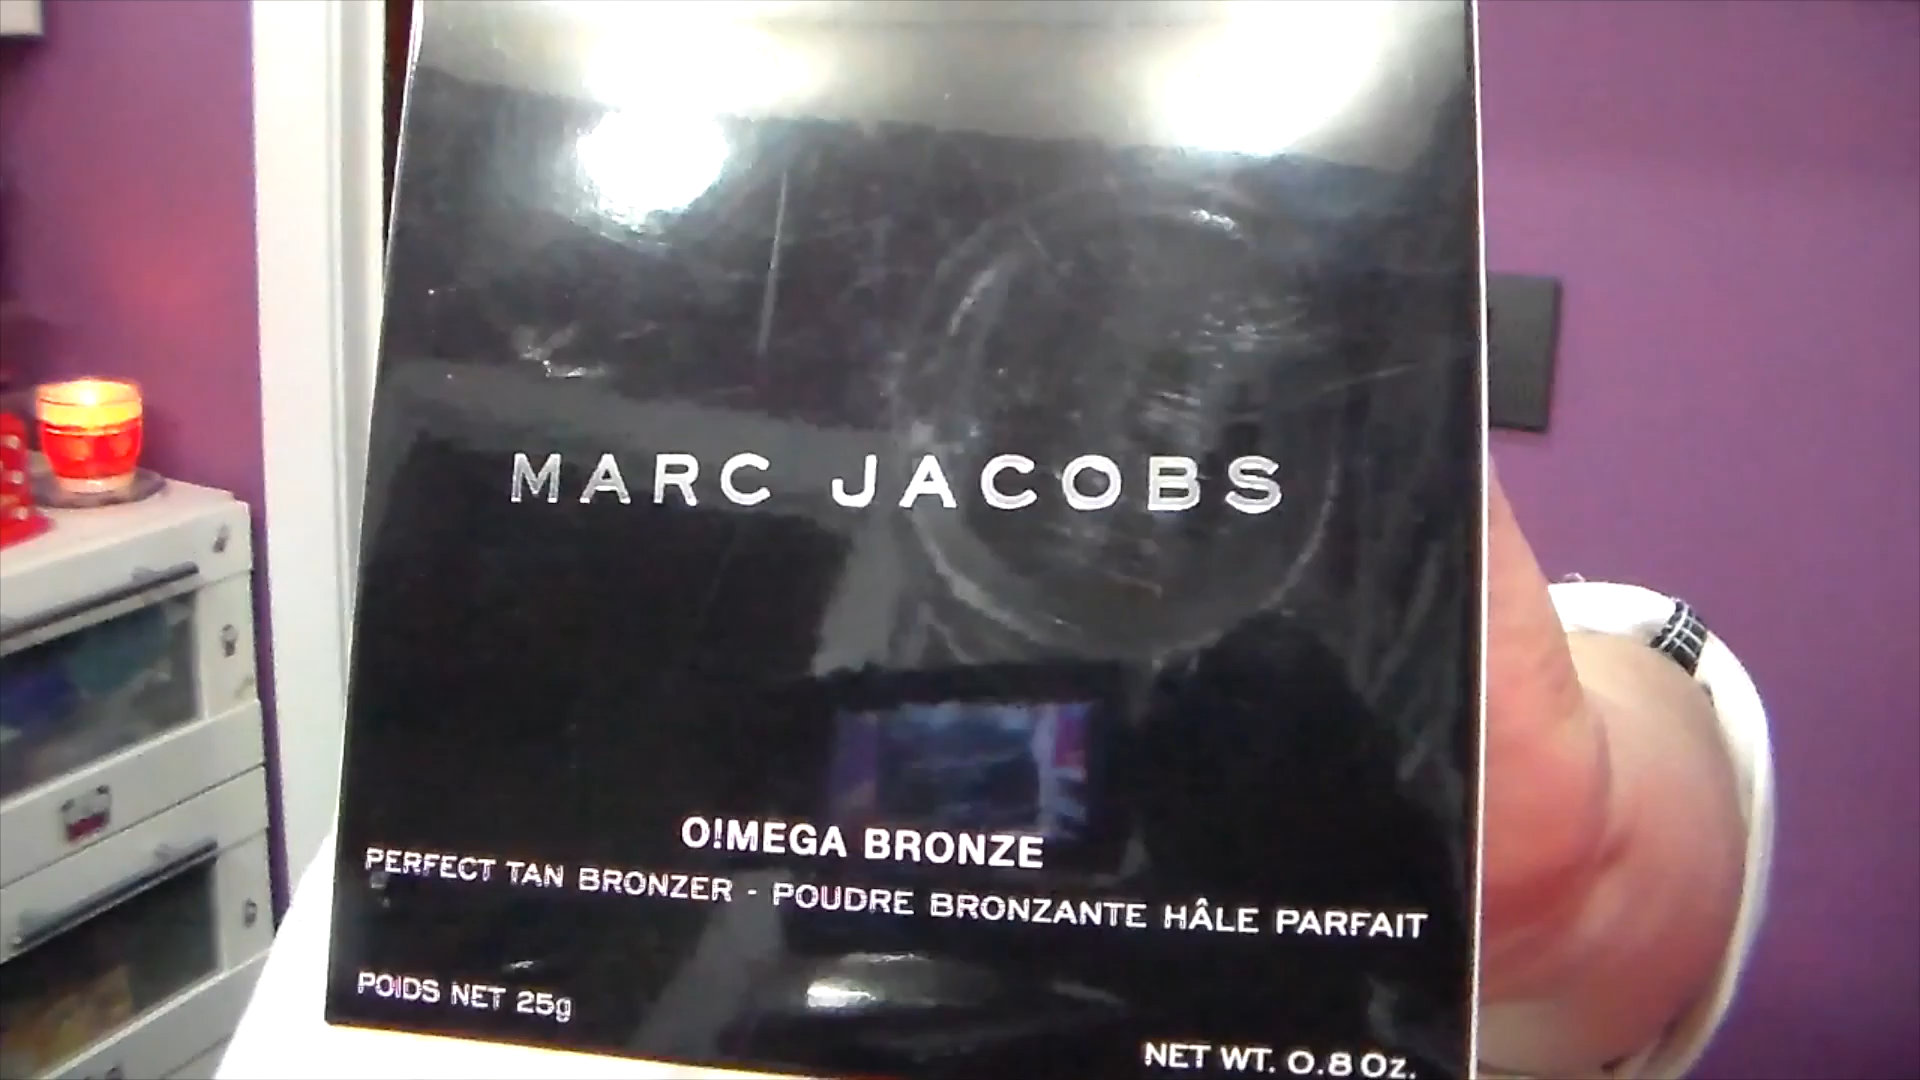 MARC JACOBS
O!MEGA BRONZE
PERFECT TAN BRONZER - POUDRE BRONZANTE HÂLE PARFAIT
POIDS NET 25g
NET WT. 0.8 Oz.